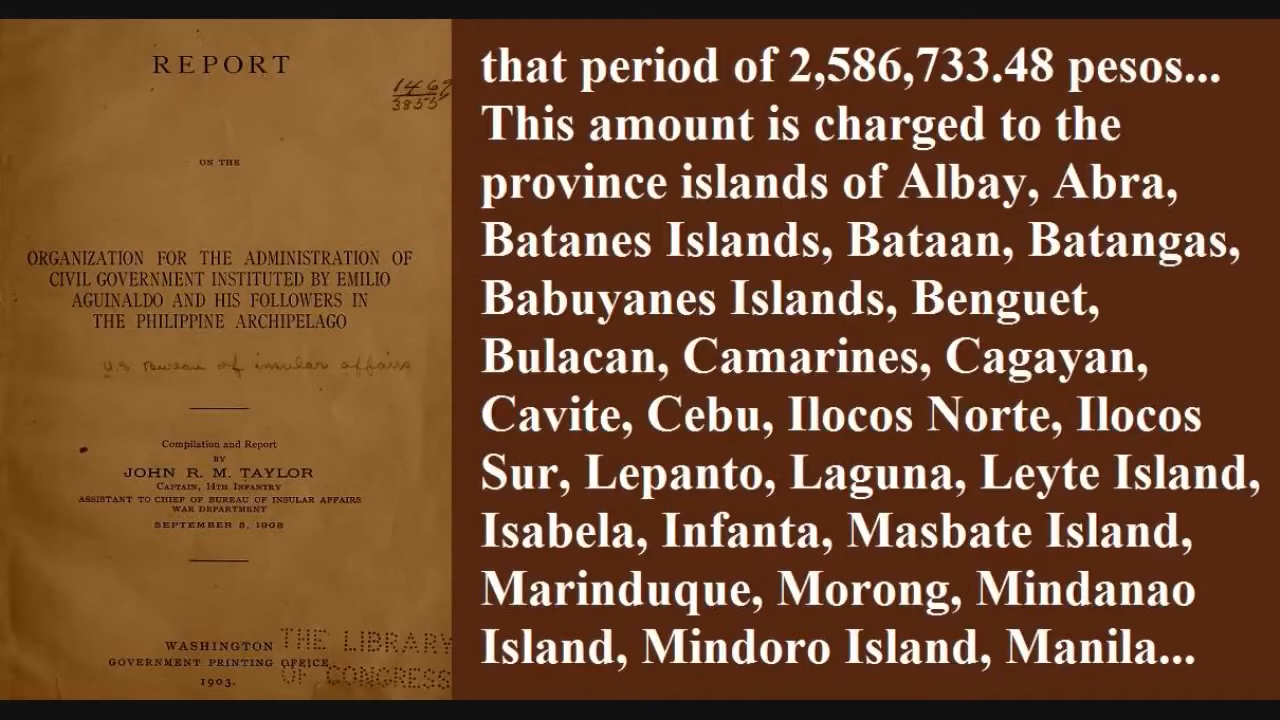 REPORT
1467
3855
ON THE
ORGANIZATION FOR THE ADMINISTRATION OF
CIVIL GOVERNMENT INSTITUTED BY EMILIO
AGUINALDO AND HIS FOLLOWERS IN
THE PHILIPPINE ARCHIPELAGO
U.S. Bureau of insular affairs
Compilation and Report
BY
JOHN R. M. TAYLOR
CAPTAIN, 14TH INFANTRY
ASSISTANT TO CHIEF OF BUREAU OF INSULAR AFFAIRS
WAR DEPARTMENT
WASHINGTON
GOVERNMENT PRINTING OFFICE
1903.
THE LIBRARY
OF CONGRESS
that period of 2,586,733.48 pesos...
This amount is charged to the
province islands of Albay, Abra,
Batanes Islands, Bataan, Batangas,
Babuyanes Islands, Benguet,
Bulacan, Camarines, Cagayan,
Cavite, Cebu, Ilocos Norte, Ilocos
Sur, Lepanto, Laguna, Leyte Island,
Isabela, Infanta, Masbate Island,
Marinduque, Morong, Mindanao
Island, Mindoro Island, Manila...